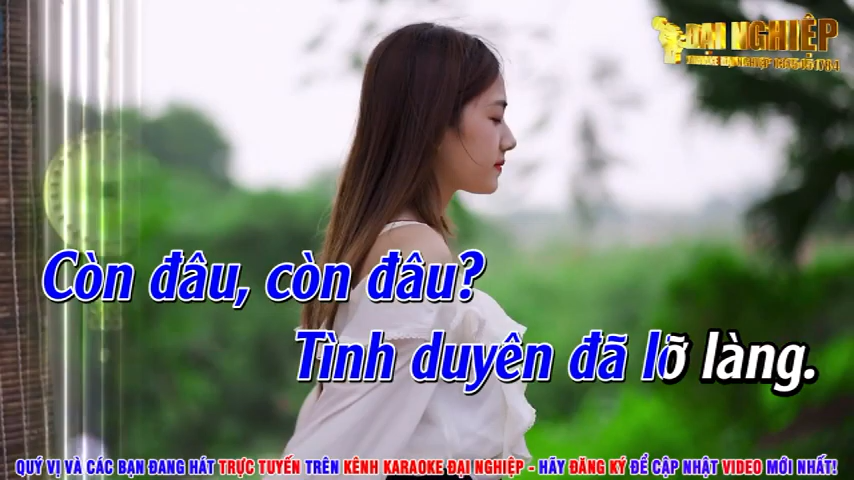 ĐẠI NGHIỆP
Còn đâu, còn đâu?
Tình duyên đã lỡ làng.
QUÝ VỊ VÀ CÁC BẠN ĐANG HÁT TRỰC TUYẾN TRÊN KÊNH KARAOKE ĐẠI NGHIỆP - HÃY ĐĂNG KÝ ĐỂ CẬP NHẬT VIDEO MỚI NHẤT!